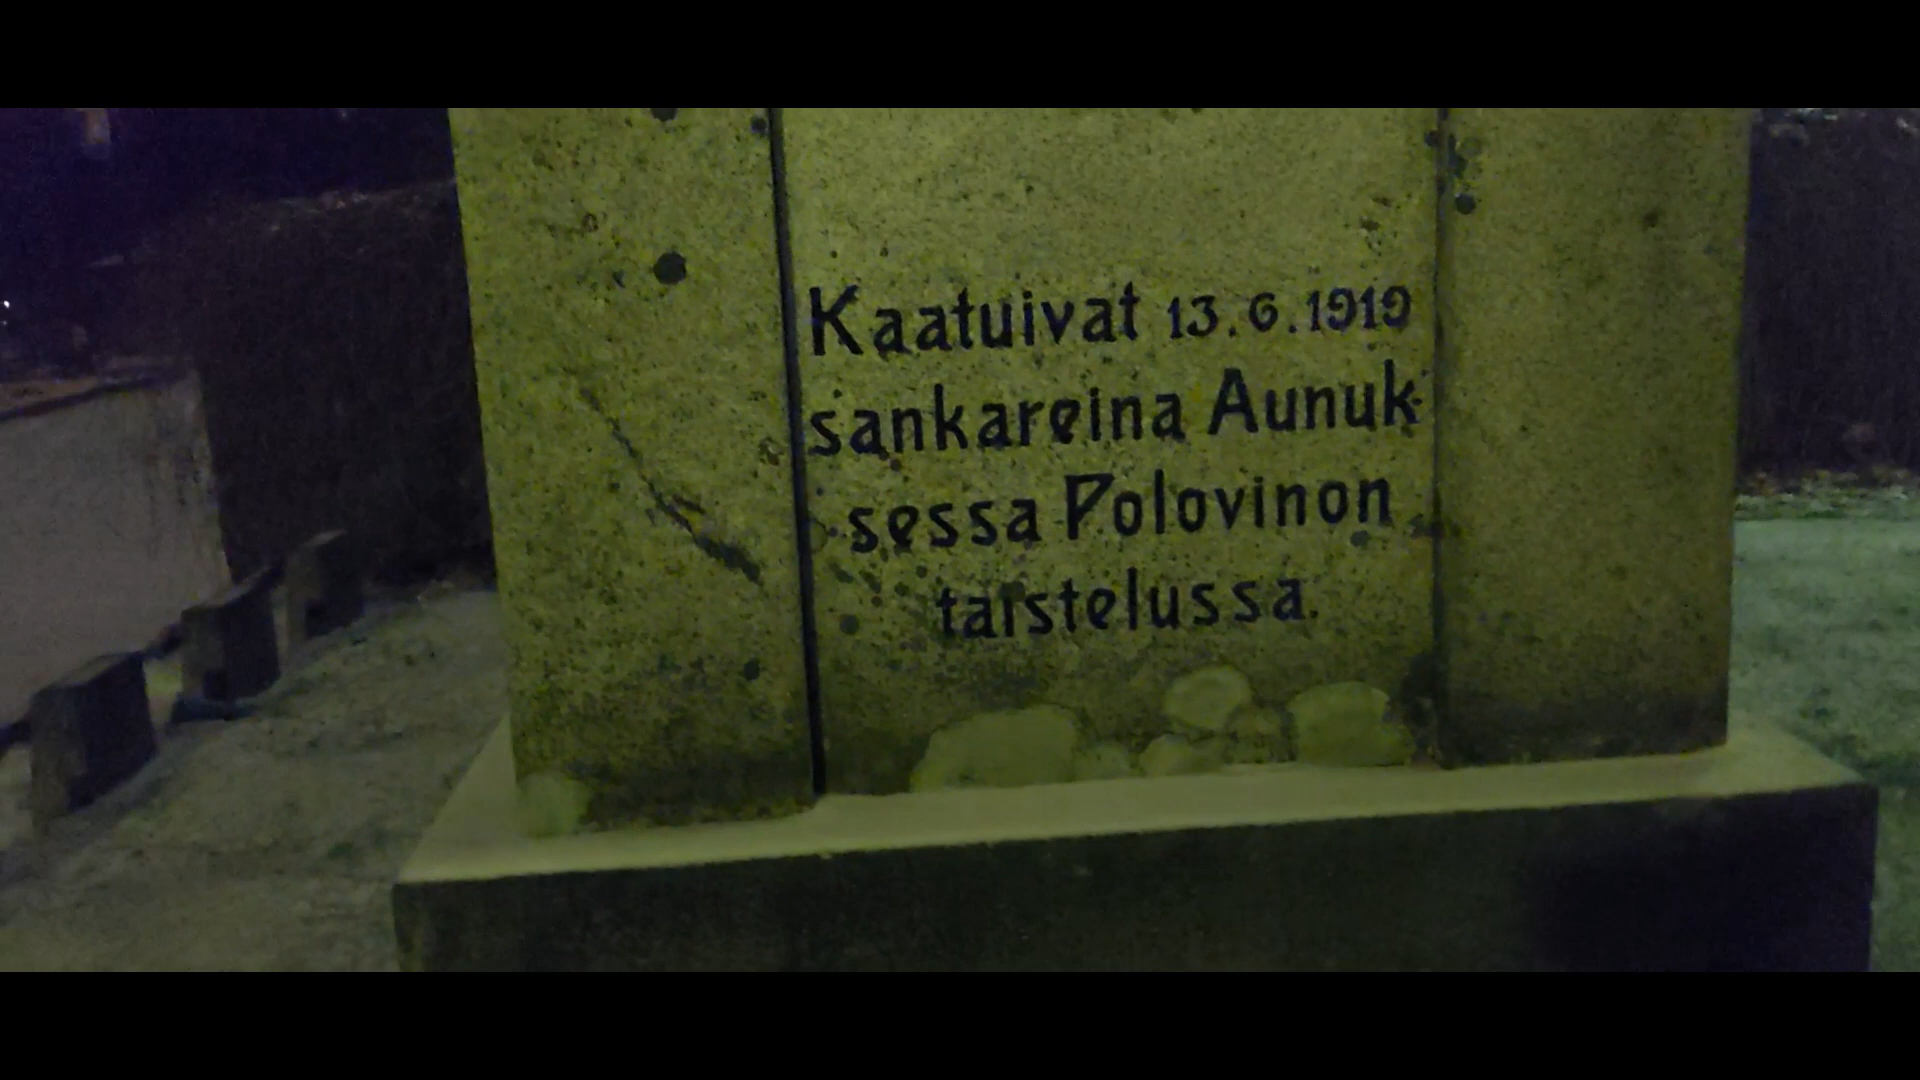 Kaatuivat 13.6.1919
sankareina Aunuk-
sessa Polovinon
taistelussa.